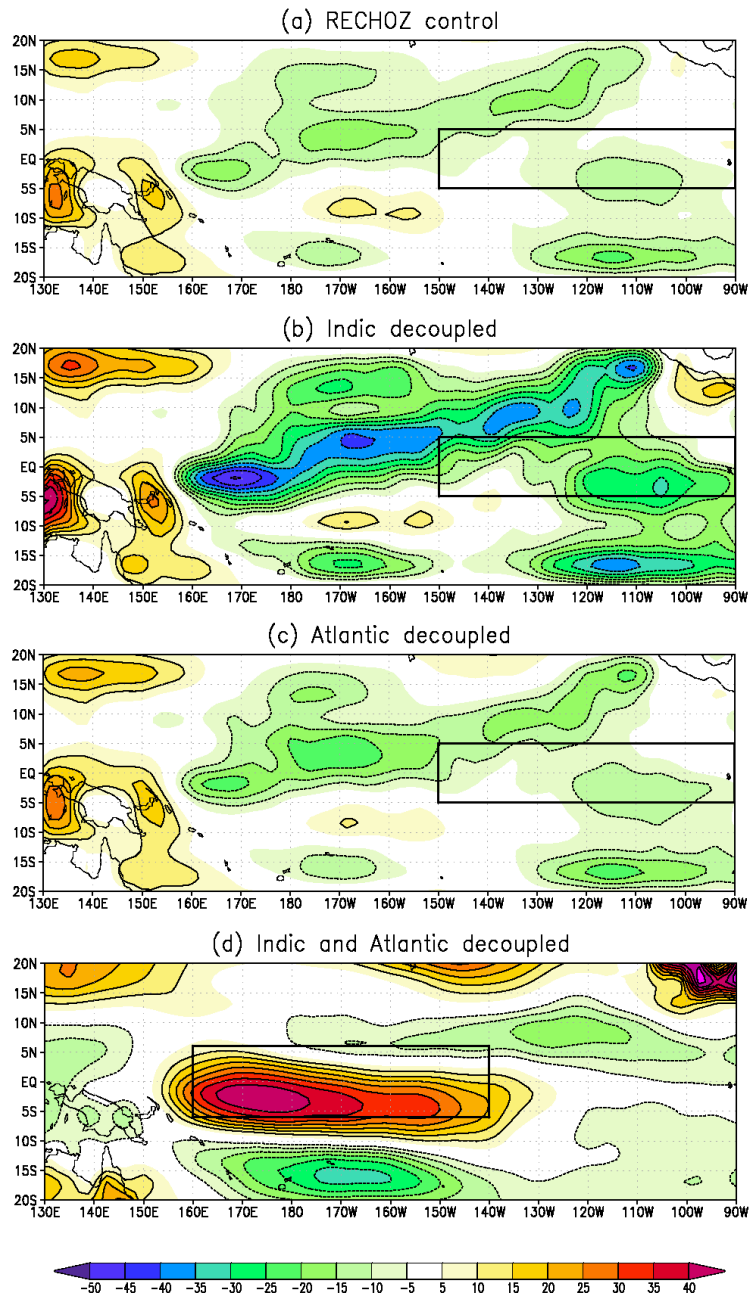 (a) RECHOZ control
20N
15N
10N
5N
EQ
5S
10S
15S
20S
130E 140E 150E 160E 170E 180 170W 160W 150W 140W 130W 120W 110W 100W 90W
(b) Indic decoupled
20N
15N
10N
5N
EQ
5S
10S
15S
20S
130E 140E 150E 160E 170E 180 170W 160W 150W 140W 130W 120W 110W 100W 90W
(c) Atlantic decoupled
20N
15N
10N
5N
EQ
5S
10S
15S
20S
130E 140E 150E 160E 170E 180 170W 160W 150W 140W 130W 120W 110W 100W 90W
(d) Indic and Atlantic decoupled
20N
15N
10N
5N
EQ
5S
10S
15S
20S
130E 140E 150E 160E 170E 180 170W 160W 150W 140W 130W 120W 110W 100W 90W
-50 -45 -40 -35 -30 -25 -20 -15 -10 -5 5 10 15 20 25 30 35 40